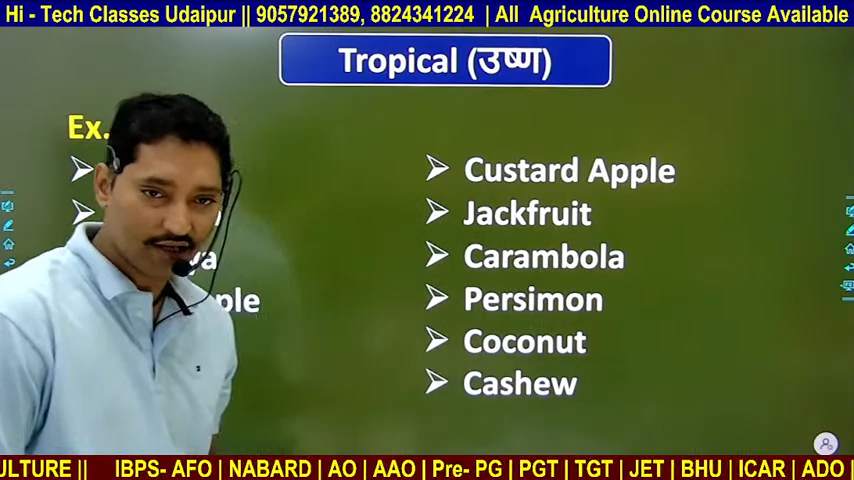 Hi - Tech Classes Udaipur || 9057921389, 8824341224 | All Agriculture Online Course Available
Tropical (उष्ण)
Ex.
Custard Apple
Jackfruit
Carambola
Persimon
Coconut
Cashew
IBPS- AFO | NABARD | AO | AAO | Pre- PG | PGT | TGT | JET | BHU | ICAR | ADO |